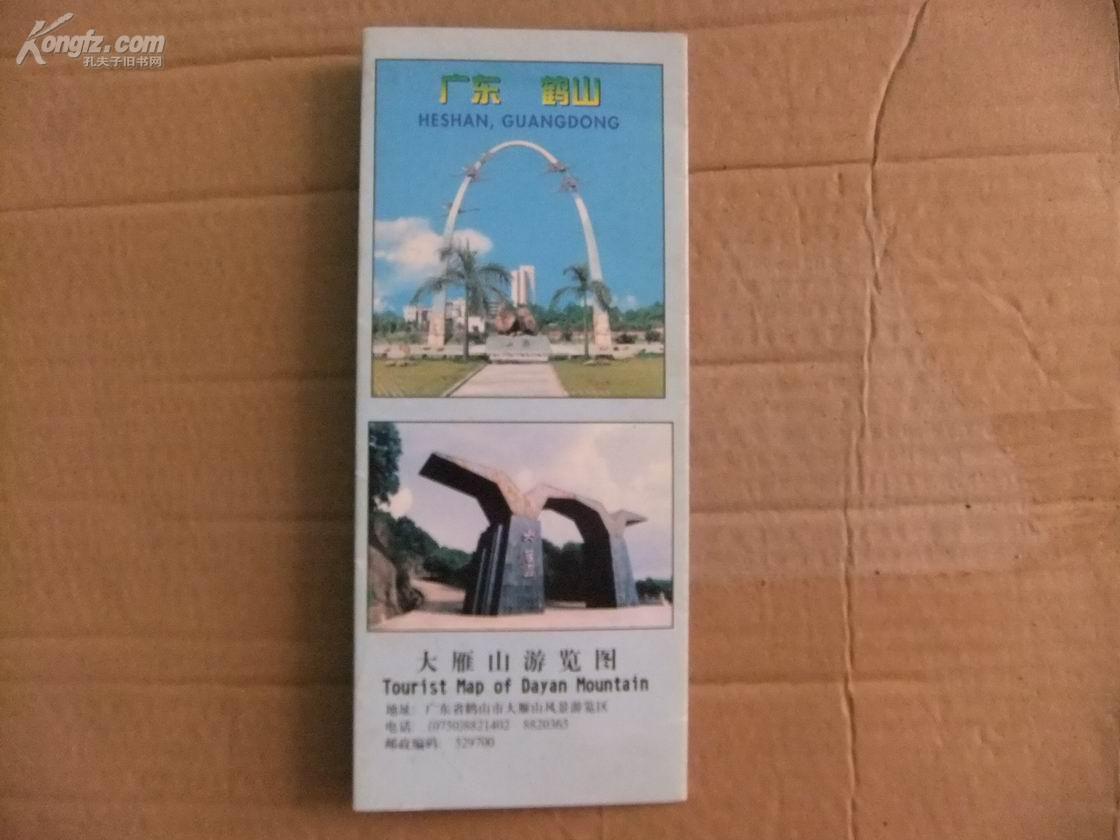 Kongfz.com
孔夫子旧书网
广东 鹤山
HESHAN, GUANGDONG
大雁山游览图
Tourist Map of Dayan Mountain
地址: 广东省鹤山市大雁山风景游览区
电话: (0750)8821402 8820365
邮政编码: 529700